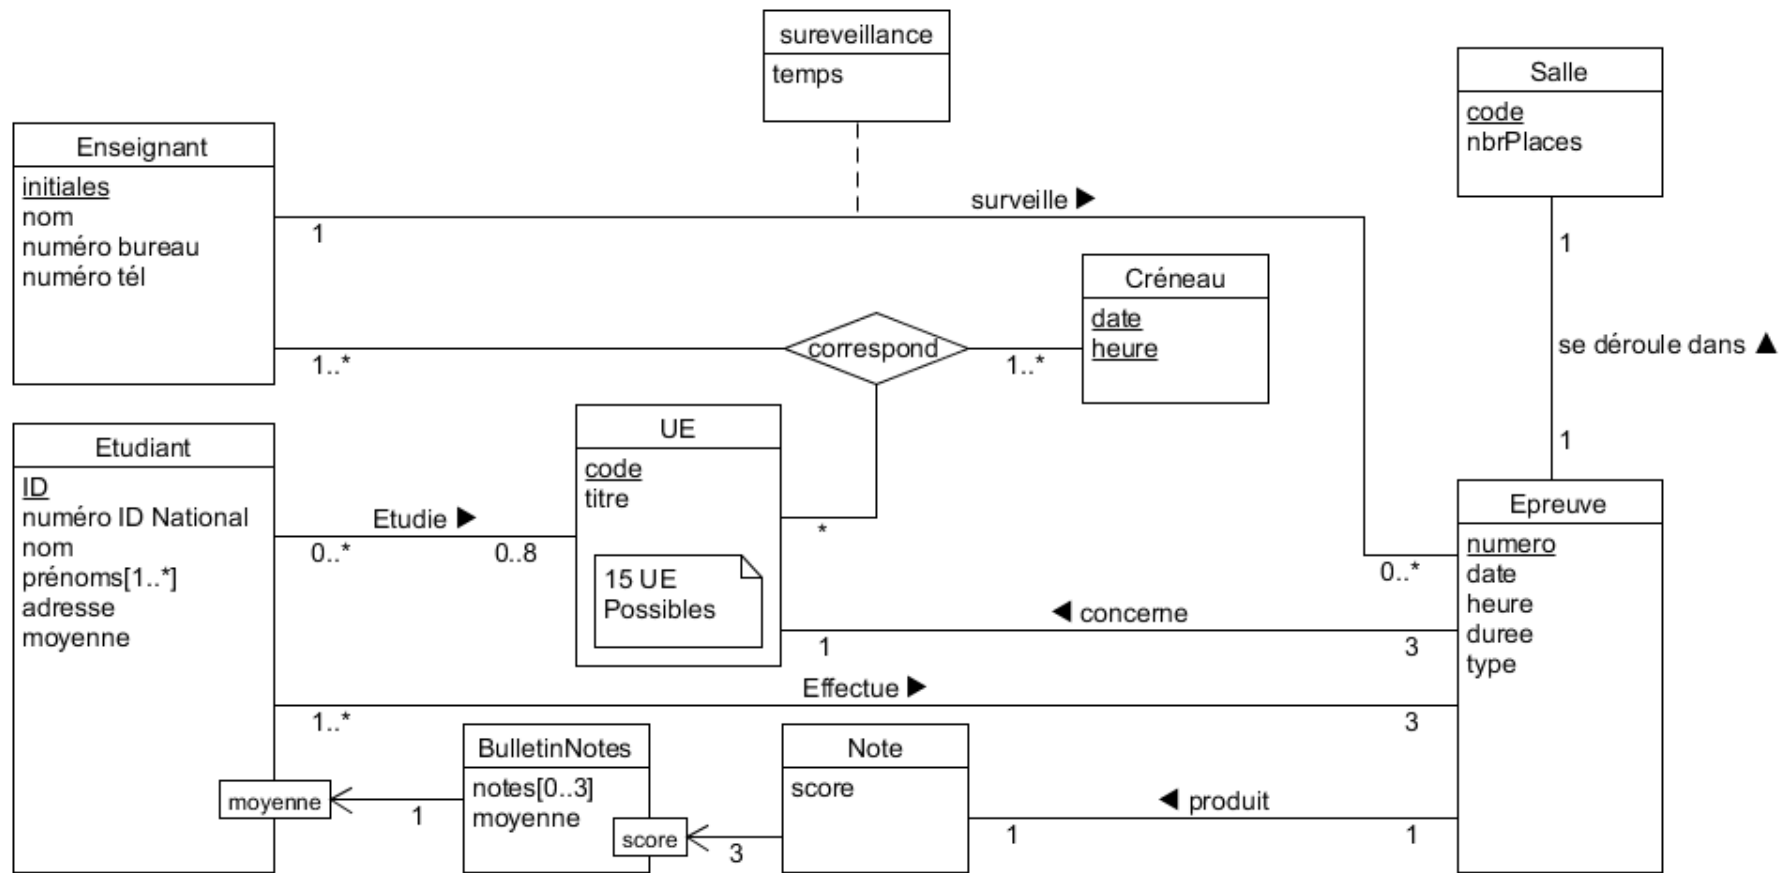 sureveillance
temps
Salle
code
nbrPlaces
Enseignant
initiales
nom
numéro bureau
numéro tél
surveille ▶
1
1
Créneau
date
heure
correspond
1..*
1..*
se déroule dans ▲
Etudiant
ID
numéro ID National
nom
prénoms[1..*]
adresse
moyenne
UE
code
titre
15 UE
Possibles
Etudie ▶
0..*
0..8
*
1
Epreuve
numero
date
heure
duree
type
0..*
◀ concerne
1
3
Effectue ▶
1..*
3
BulletinNotes
notes[0..3]
moyenne
Note
score
◀ produit
moyenne
1
score
3
1
1